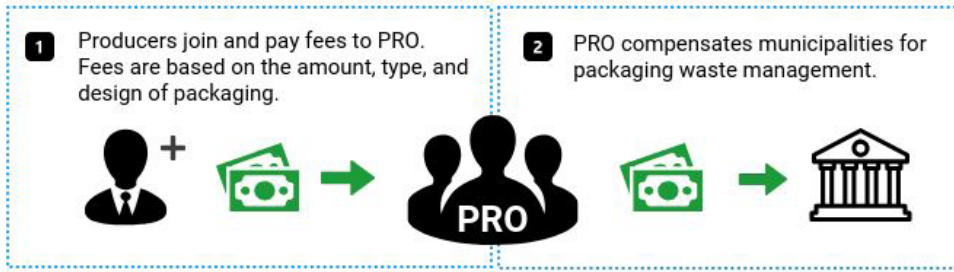 1
Producers join and pay fees to PRO.
Fees are based on the amount, type, and
design of packaging.
2
PRO compensates municipalities for
packaging waste management.
PRO